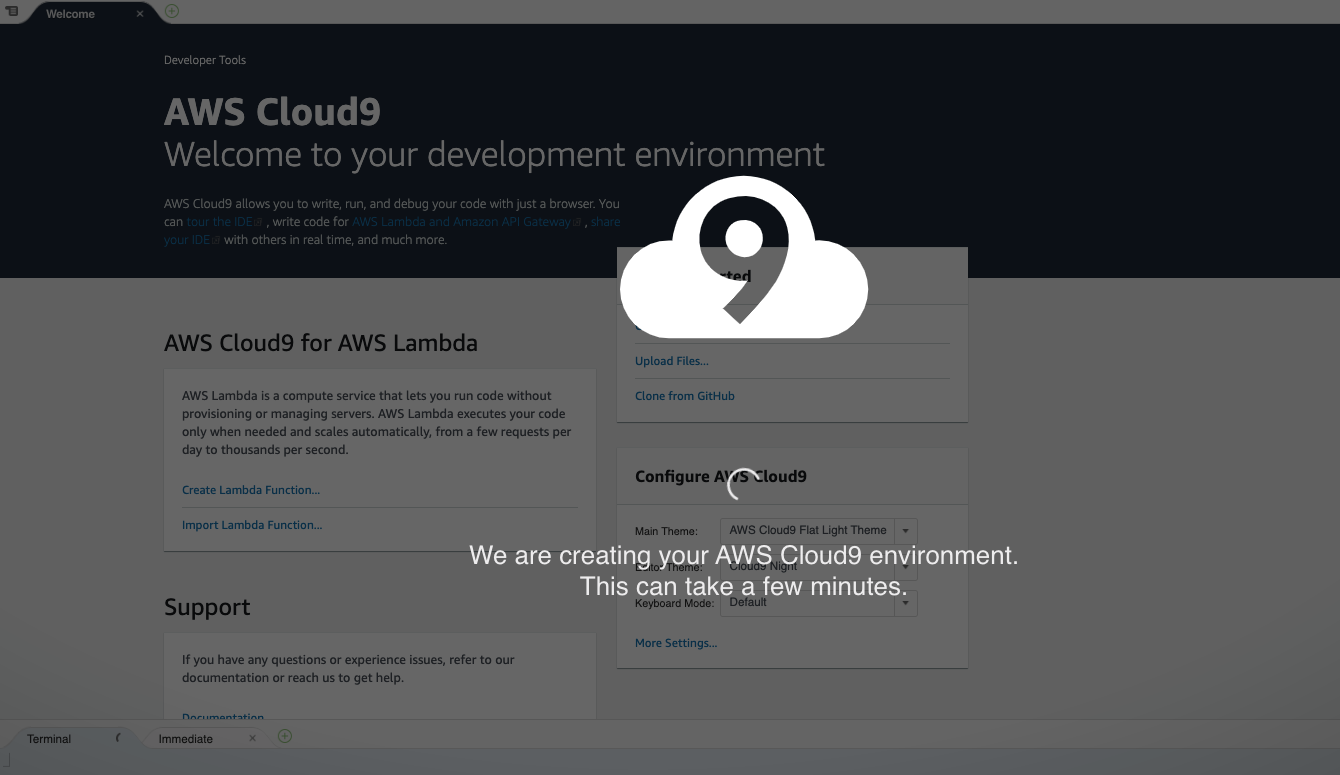 Welcome
Developer Tools
AWS Cloud9
Welcome to your development environment
AWS Cloud9 allows you to write, run, and debug your code with just a browser. You
can tour the IDE, write code for AWS Lambda and Amazon API Gateway, share
your IDE with others in real time, and much more.
9
Upload Files...
Clone from GitHub
AWS Cloud9 for AWS Lambda
AWS Lambda is a compute service that lets you run code without
provisioning or managing servers. AWS Lambda executes your code
only when needed and scales automatically, from a few requests per
day to thousands per second.
Create Lambda Function...
Import Lambda Function...
Configure AWS Cloud9
Main Theme: AWS Cloud9 Flat Light Theme
We are creating your AWS Cloud9 environment.
Editor Theme: Cloud9 Night
This can take a few minutes.
Keyboard Mode: Default
More Settings...
Support
If you have any questions or experience issues, refer to our
documentation or reach us to get help.
Documentation
Terminal
Immediate